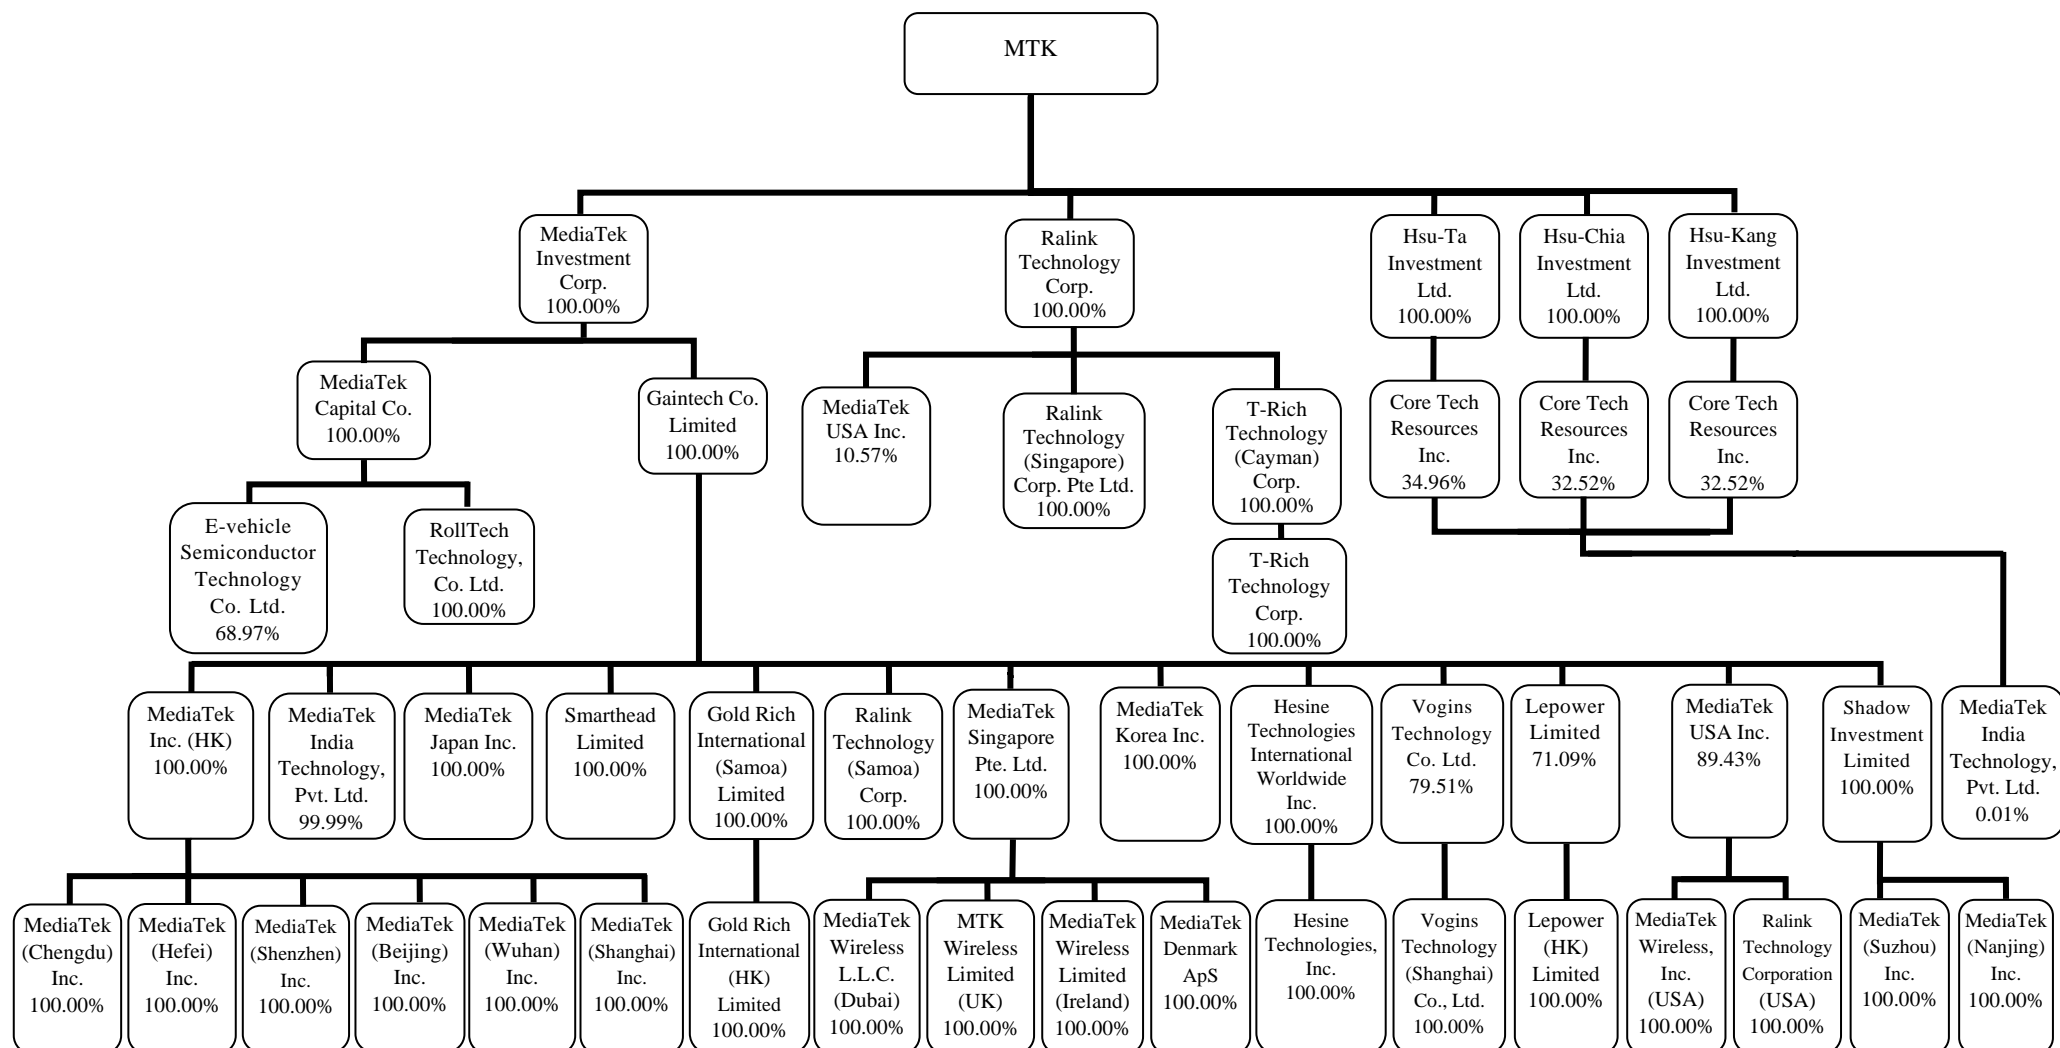 MTK
MediaTek
Investment
Corp.
100.00%
Ralink
Technology
Corp.
100.00%
Hsu-Ta
Investment
Ltd.
100.00%
Hsu-Chia
Investment
Ltd.
100.00%
Hsu-Kang
Investment
Ltd.
100.00%
MediaTek
Capital Co.
100.00%
Gaintech Co.
Limited
100.00%
MediaTek
USA Inc.
10.57%
Ralink
Technology
(Singapore)
Corp. Pte Ltd.
100.00%
T-Rich
Technology
(Cayman)
Corp.
100.00%
Core Tech
Resources
Inc.
34.96%
Core Tech
Resources
Inc.
32.52%
Core Tech
Resources
Inc.
32.52%
E-vehicle
Semiconductor
Technology
Co. Ltd.
68.97%
RollTech
Technology,
Co. Ltd.
100.00%
T-Rich
Technology
Corp.
100.00%
MediaTek
Inc. (HK)
100.00%
MediaTek
India
Technology,
Pvt. Ltd.
99.99%
MediaTek
Japan Inc.
100.00%
Smarthead
Limited
100.00%
Gold Rich
International
(Samoa)
Limited
100.00%
Ralink
Technology
(Samoa)
Corp.
100.00%
MediaTek
Singapore
Pte. Ltd.
100.00%
MediaTek
Korea Inc.
100.00%
Hesine
Technologies
International
Worldwide
Inc.
100.00%
Vogins
Technology
Co. Ltd.
79.51%
Lepower
Limited
71.09%
MediaTek
USA Inc.
89.43%
Shadow
Investment
Limited
100.00%
MediaTek
India
Technology,
Pvt. Ltd.
0.01%
MediaTek
(Chengdu)
Inc.
100.00%
MediaTek
(Hefei)
Inc.
100.00%
MediaTek
(Shenzhen)
Inc.
100.00%
MediaTek
(Beijing)
Inc.
100.00%
MediaTek
(Wuhan)
Inc.
100.00%
MediaTek
(Shanghai)
Inc.
100.00%
Gold Rich
International
(HK)
Limited
100.00%
MediaTek
Wireless
L.L.C.
(Dubai)
100.00%
MTK
Wireless
Limited
(UK)
100.00%
MediaTek
Wireless
Limited
(Ireland)
100.00%
MediaTek
Denmark
ApS
100.00%
Hesine
Technologies,
Inc.
100.00%
Vogins
Technology
(Shanghai)
Co., Ltd.
100.00%
Lepower
(HK)
Limited
100.00%
MediaTek
Wireless,
Inc.
(USA)
100.00%
Ralink
Technology
Corporation
(USA)
100.00%
MediaTek
(Suzhou)
Inc.
100.00%
MediaTek
(Nanjing)
Inc.
100.00%